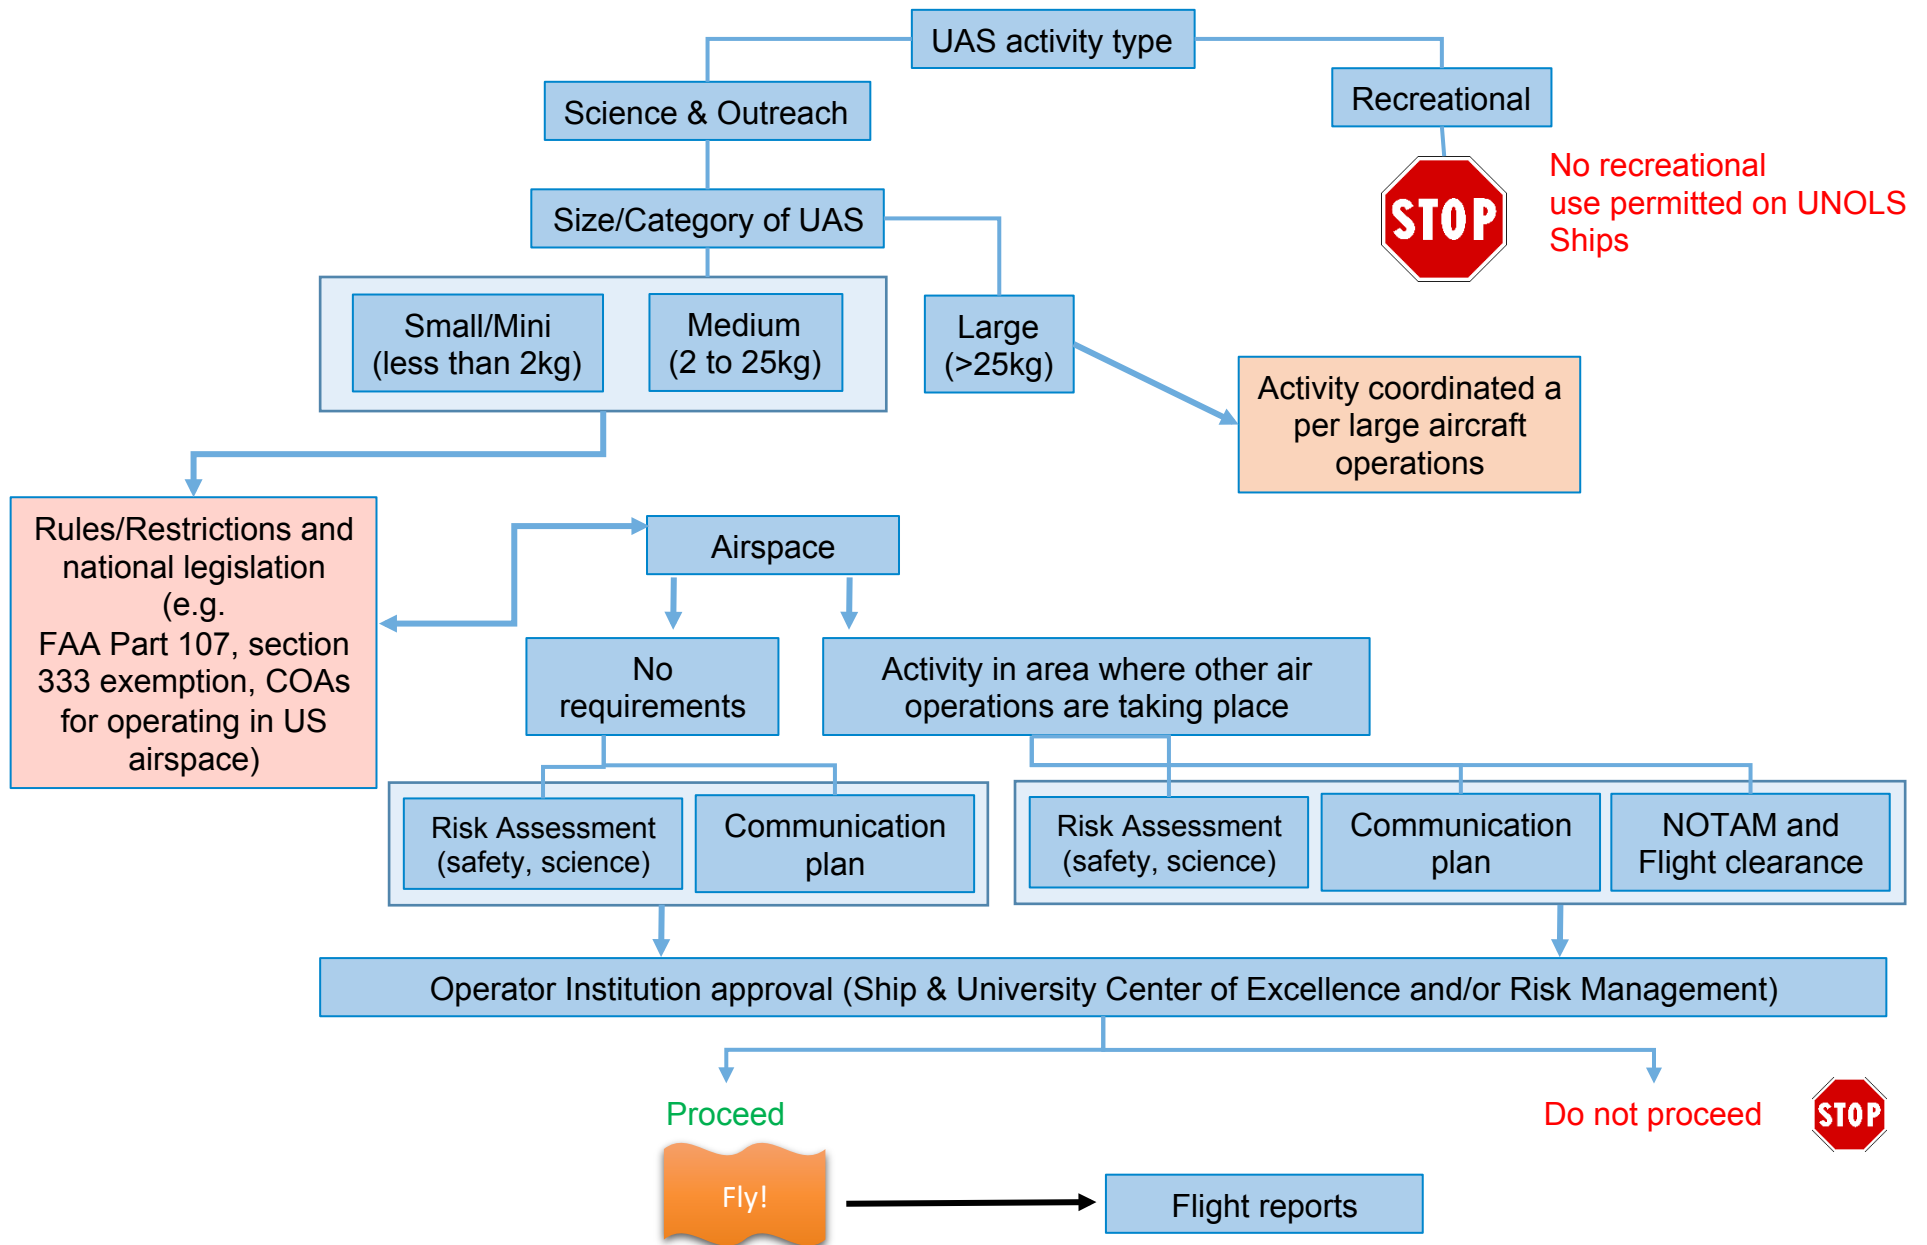 UAS activity type
Science & Outreach
Recreational
STOP
No recreational
use permitted on UNOLS
Ships
Size/Category of UAS
Small/Mini
(less than 2kg)
Medium
(2 to 25kg)
Large
(>25kg)
Activity coordinated a
per large aircraft
operations
Rules/Restrictions and
national legislation
(e.g.
FAA Part 107, section
333 exemption, COAs
for operating in US
airspace)
Airspace
No
requirements
Activity in area where other air
operations are taking place
Risk Assessment
(safety, science)
Communication
plan
Risk Assessment
(safety, science)
Communication
plan
NOTAM and
Flight clearance
Operator Institution approval (Ship & University Center of Excellence and/or Risk Management)
Proceed
Do not proceed
STOP
Fly!
Flight reports